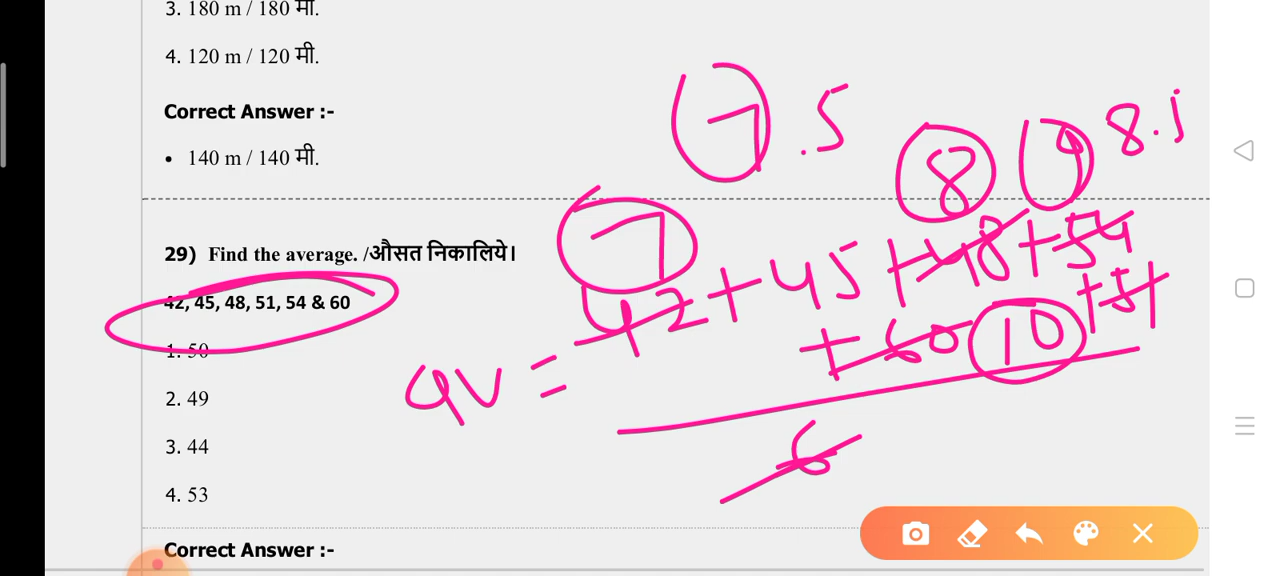 3. 180 m / 180 मी.
4. 120 m / 120 मी.
Correct Answer :-
• 140 m / 140 मी.
7.5
8 9 8.5
29) Find the average. /औसत निकालिये।
7
42, 45, 48, 51, 54 & 60
av = 42 + 45 + 48 + 54
+ 60 10 + 51
6
1. 50
2. 49
3. 44
4. 53
Correct Answer :-